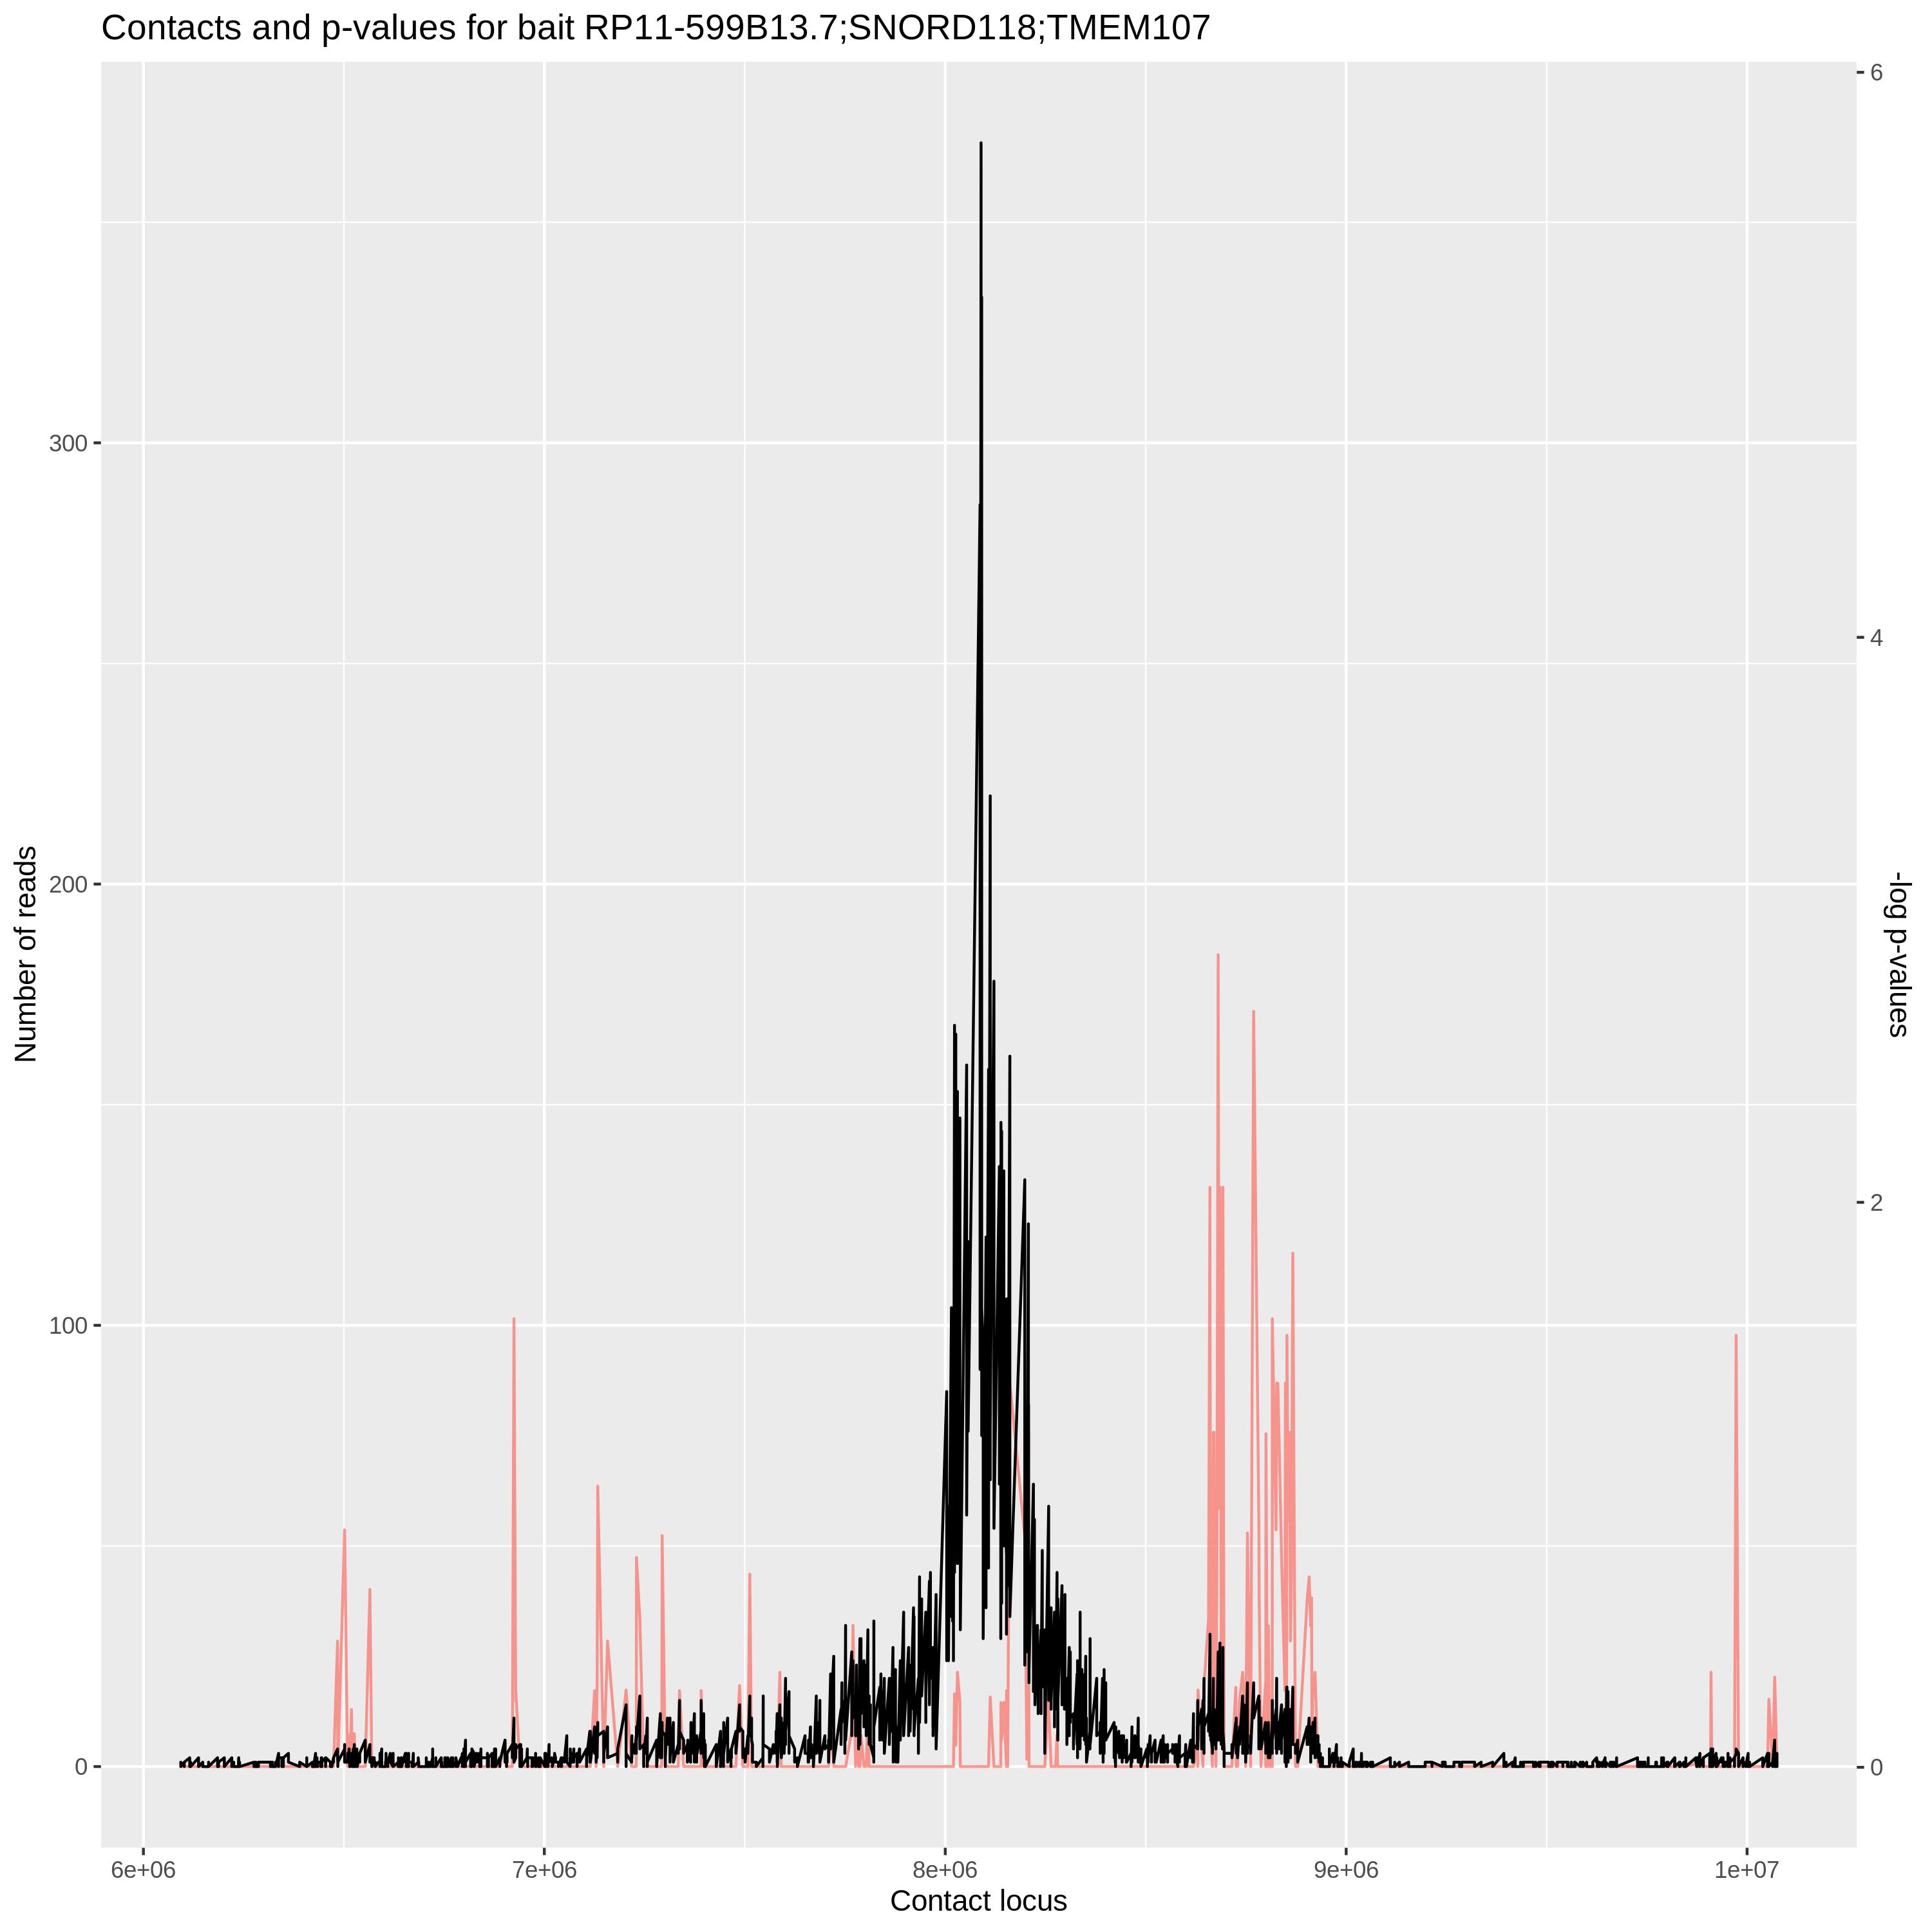 Contacts and p-values for bait RP11-599B13.7;SNORD118;TMEM107
6
300
4
200
Number of reads
-log p-values
2
100
0
0
6e+06
7e+06
8e+06
9e+06
1e+07
Contact locus